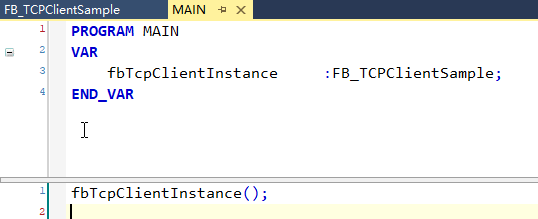 FB_TCPClientSample MAIN
1 PROGRAM MAIN
2 VAR
3 fbTcpClientInstance :FB_TCPClientSample;
4 END_VAR
1 fbTcpClientInstance();
2